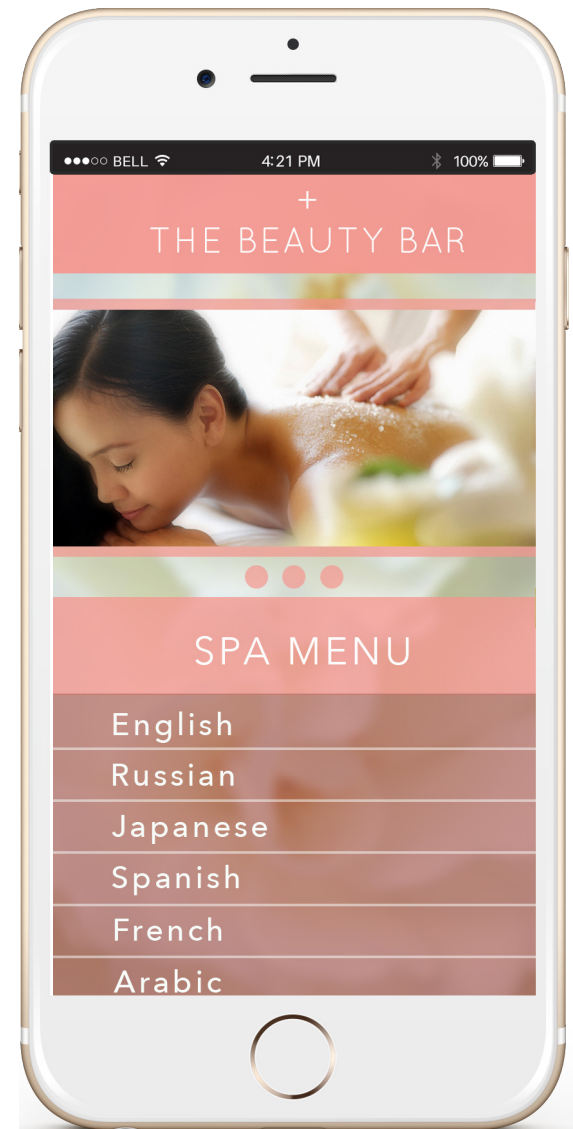 BELL 4:21 PM 100%
+
THE BEAUTY BAR
SPA MENU
English
Russian
Japanese
Spanish
French
Arabic